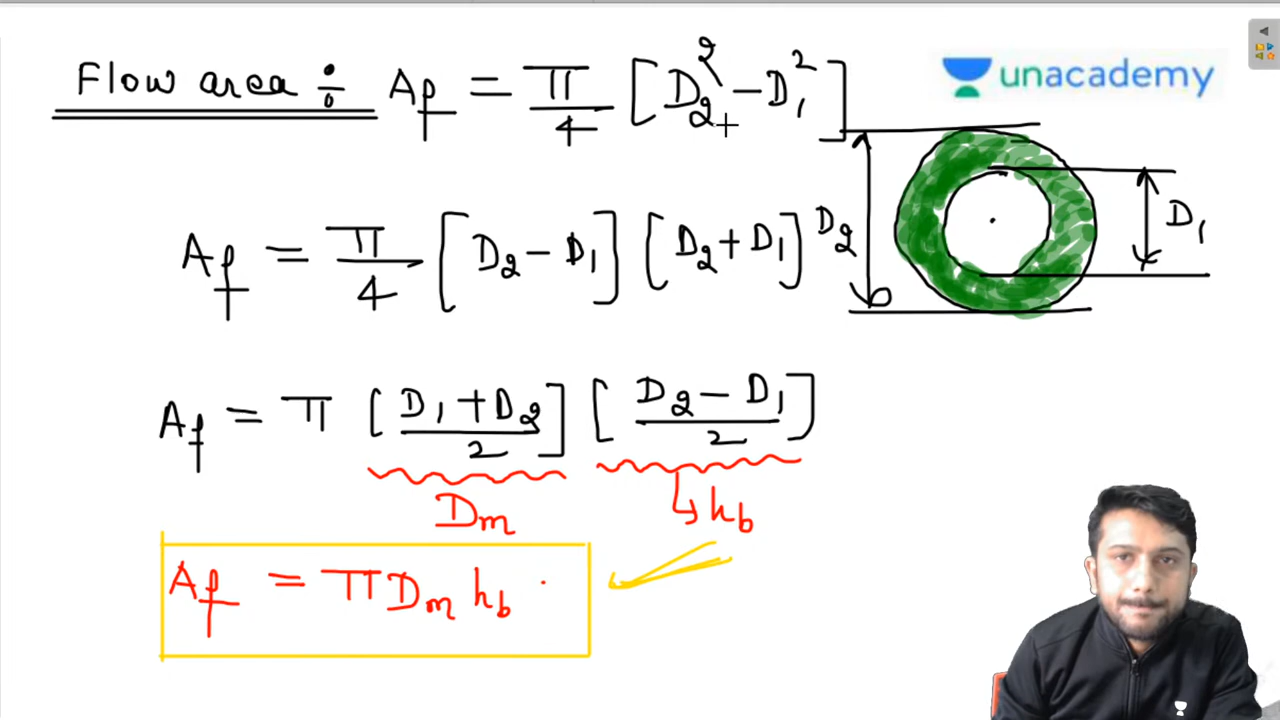 Flow area ÷ Af = π/4 [D₂² - D₁²]
unacademy
Af = π/4 [D₂ - D₁] [D₂ + D₁]
D₂
D₁
Af = π [(D₁ + D₂)/2] [(D₂ - D₁)/2]
Dm ↳ hb
Af = π Dm hb